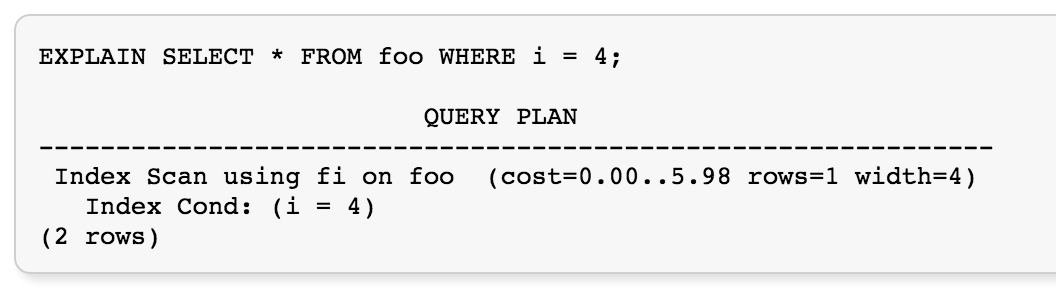 EXPLAIN SELECT * FROM foo WHERE i = 4;
QUERY PLAN
--------------------------------------------------------------
Index Scan using fi on foo  (cost=0.00..5.98 rows=1 width=4)
Index Cond: (i = 4)
(2 rows)